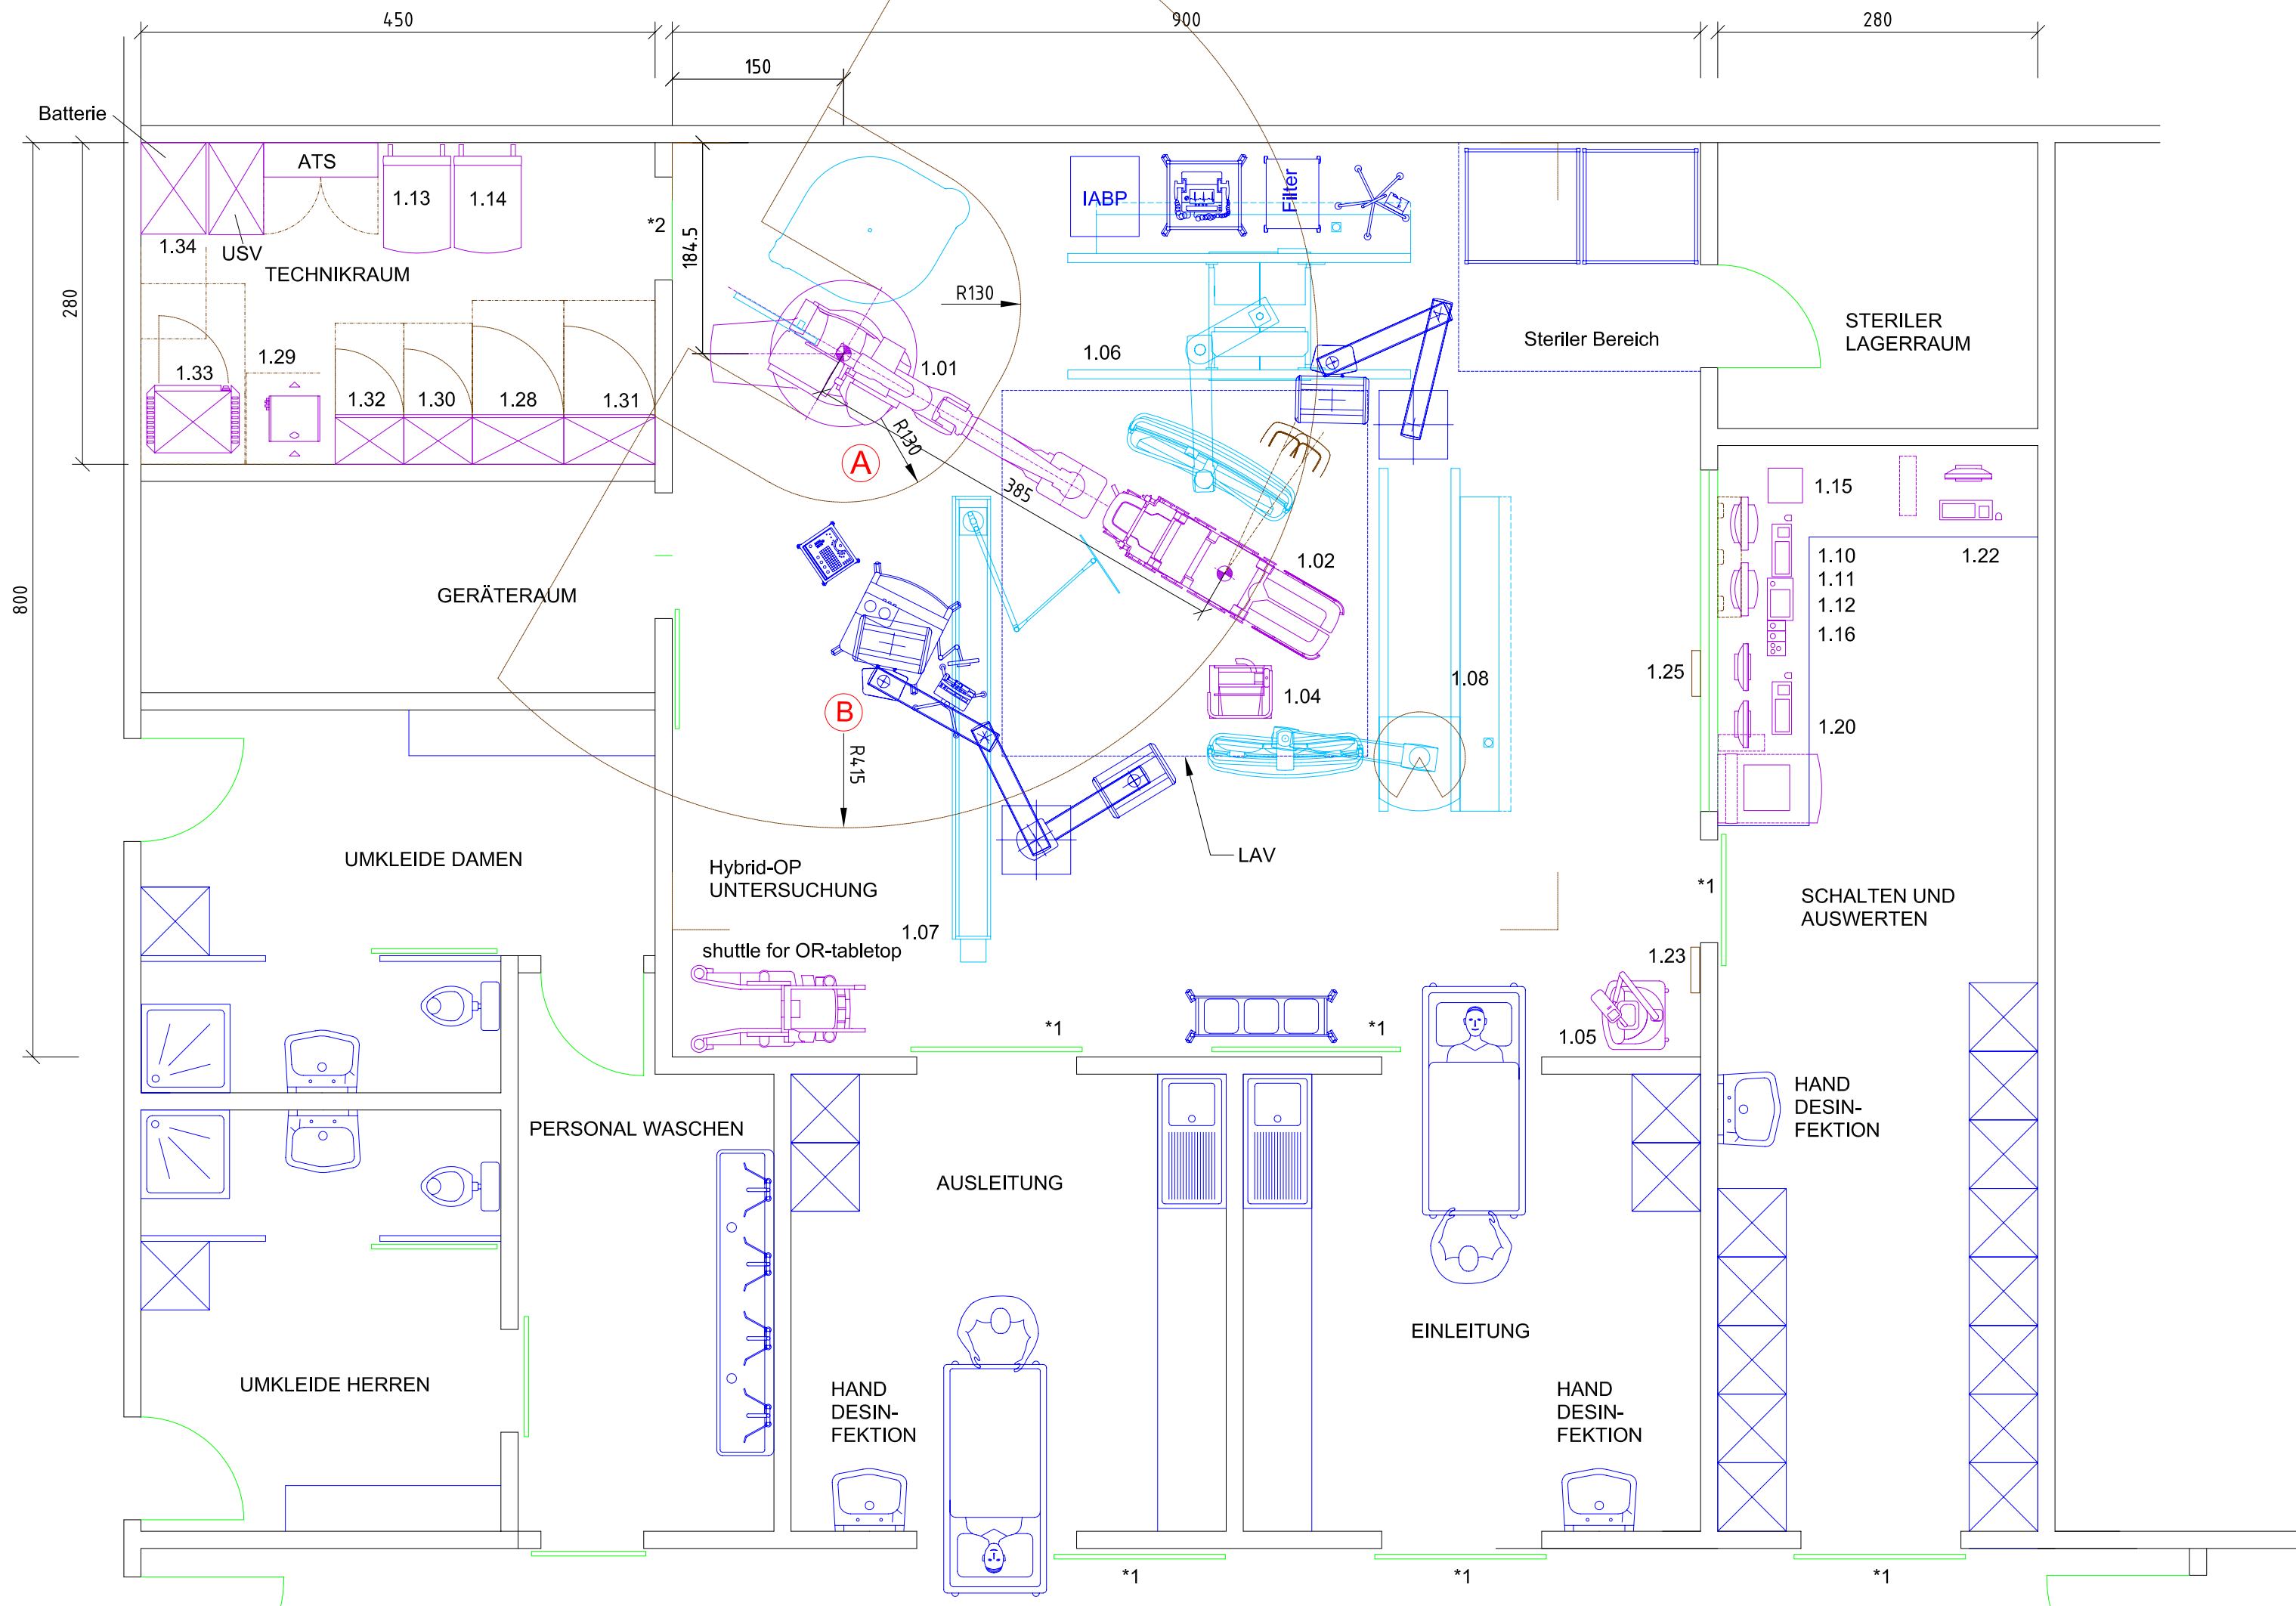 450
900
280
150
Batterie
ATS
1.13
1.14
IABP
Filter
*2
184.5
1.34
USV
TECHNIKRAUM
280
R130
STERILER
LAGERRAUM
Steriler Bereich
1.06
1.29
1.33
1.01
1.32
1.30
1.28
1.31
R130
A
385
1.15
1.10
1.22
1.11
1.12
1.16
1.02
GERÄTERAUM
800
1.25
1.08
1.04
B
1.20
R415
LAV
UMKLEIDE DAMEN
Hybrid-OP
UNTERSUCHUNG
*1
SCHALTEN UND
AUSWERTEN
1.07
shuttle for OR-tabletop
1.23
*1
*1
1.05
HAND
DESIN-
FEKTION
PERSONAL WASCHEN
AUSLEITUNG
EINLEITUNG
UMKLEIDE HERREN
HAND
DESIN-
FEKTION
HAND
DESIN-
FEKTION
*1
*1
*1